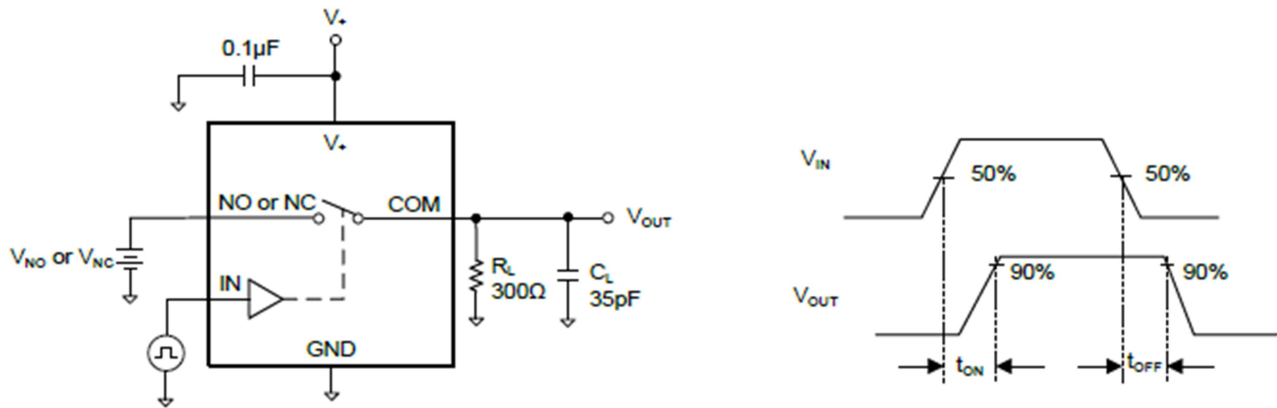 V+
0.1µF
V+
NO or NC
COM
VOUT
VNO or VNC
IN
RL
300Ω
CL
35pF
GND
VIN
50%
50%
VOUT
90%
90%
tON
tOFF